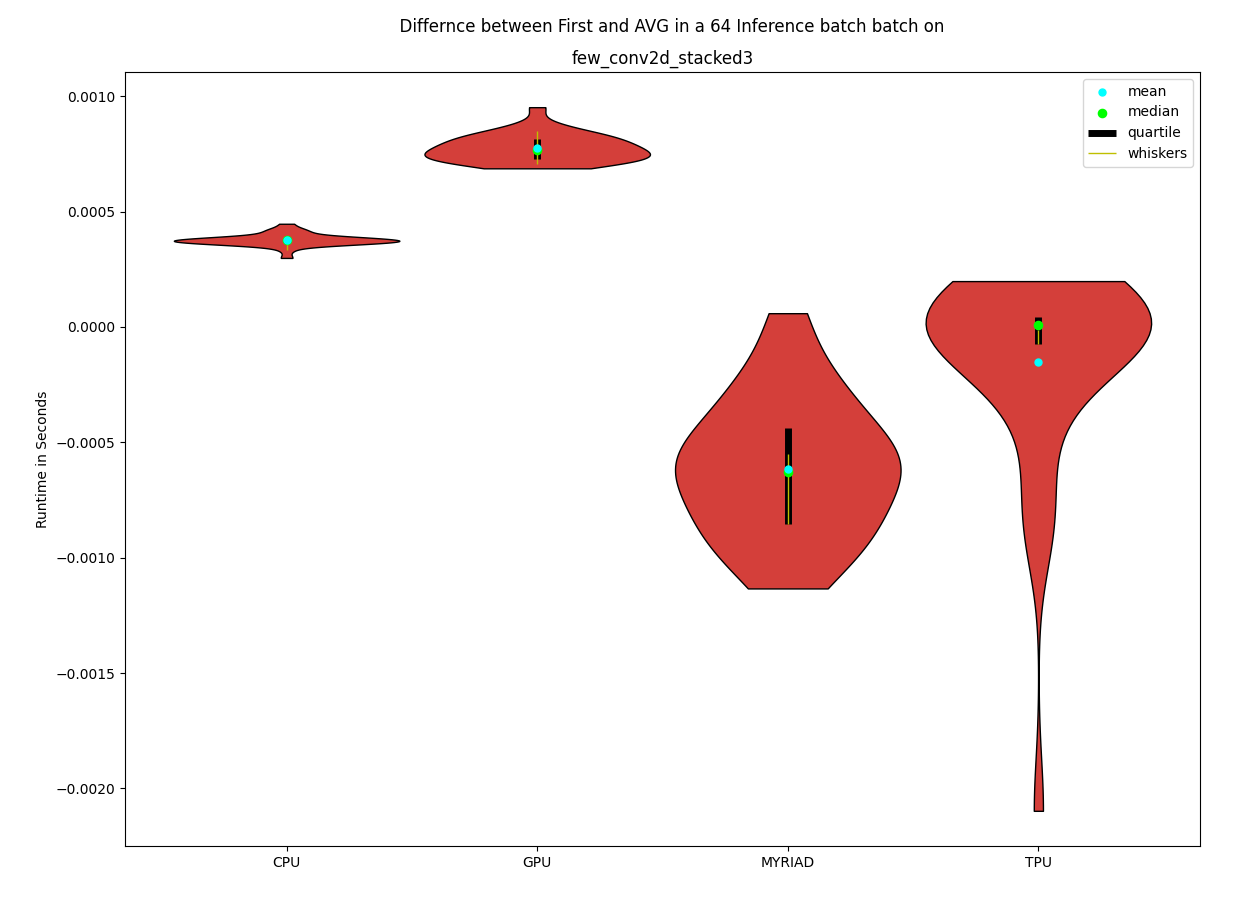 Differnce between First and AVG in a 64 Inference batch batch on
few_conv2d_stacked3
mean
median
quartile
whiskers
0.0010
0.0005
0.0000
−0.0005
−0.0010
−0.0015
−0.0020
Runtime in Seconds
CPU GPU MYRIAD TPU